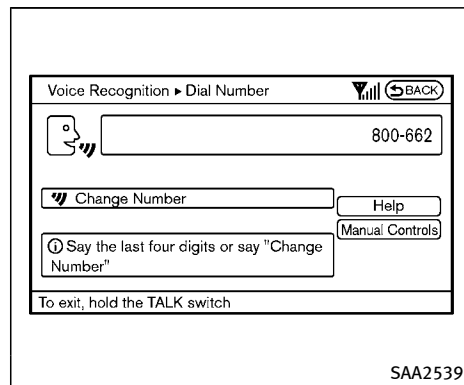 Voice Recognition ▸ Dial Number
BACK
800-662
Change Number
Help
Manual Controls
Say the last four digits or say "Change
Number"
To exit, hold the TALK switch
SAA2539